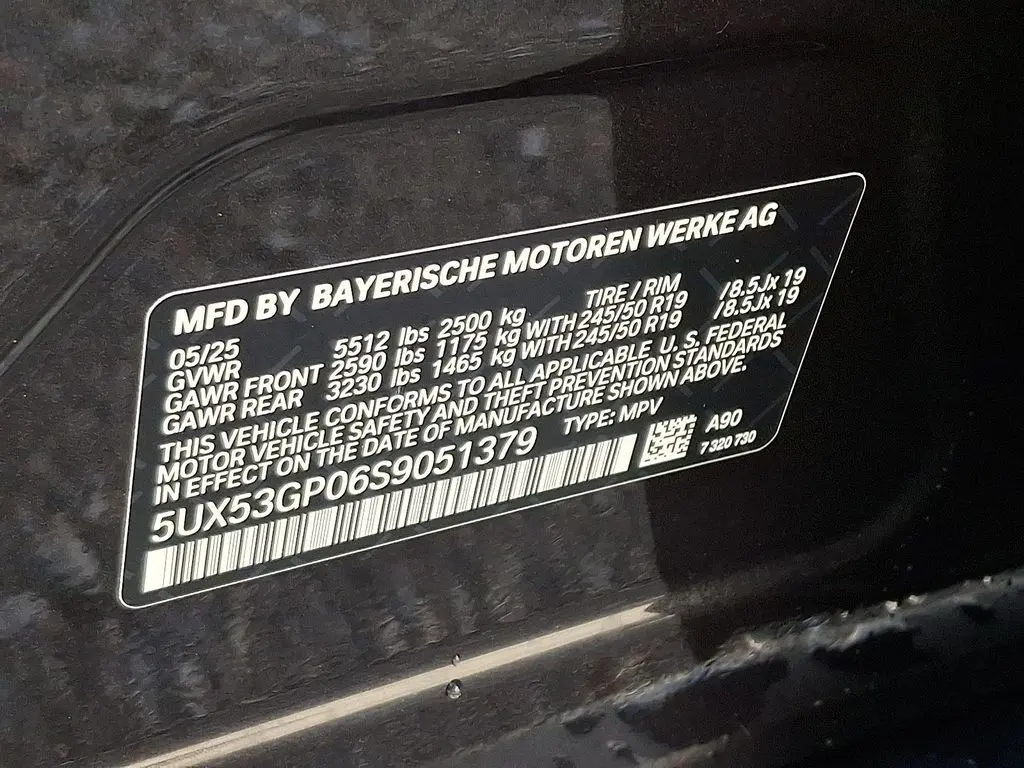 MFD BY BAYERISCHE MOTOREN WERKE AG
05/25 TIRE / RIM
GVWR 5512 lbs 2500 kg
GAWR FRONT 2590 lbs 1175 kg WITH 245/50 R19 /8.5Jx 19
GAWR REAR 3230 lbs 1465 kg WITH 245/50 R19 /8.5Jx 19
THIS VEHICLE CONFORMS TO ALL APPLICABLE U. S. FEDERAL
MOTOR VEHICLE SAFETY AND THEFT PREVENTION STANDARDS
IN EFFECT ON THE DATE OF MANUFACTURE SHOWN ABOVE.
5UX53GP06S9051379 TYPE: MPV A90
7 320 730